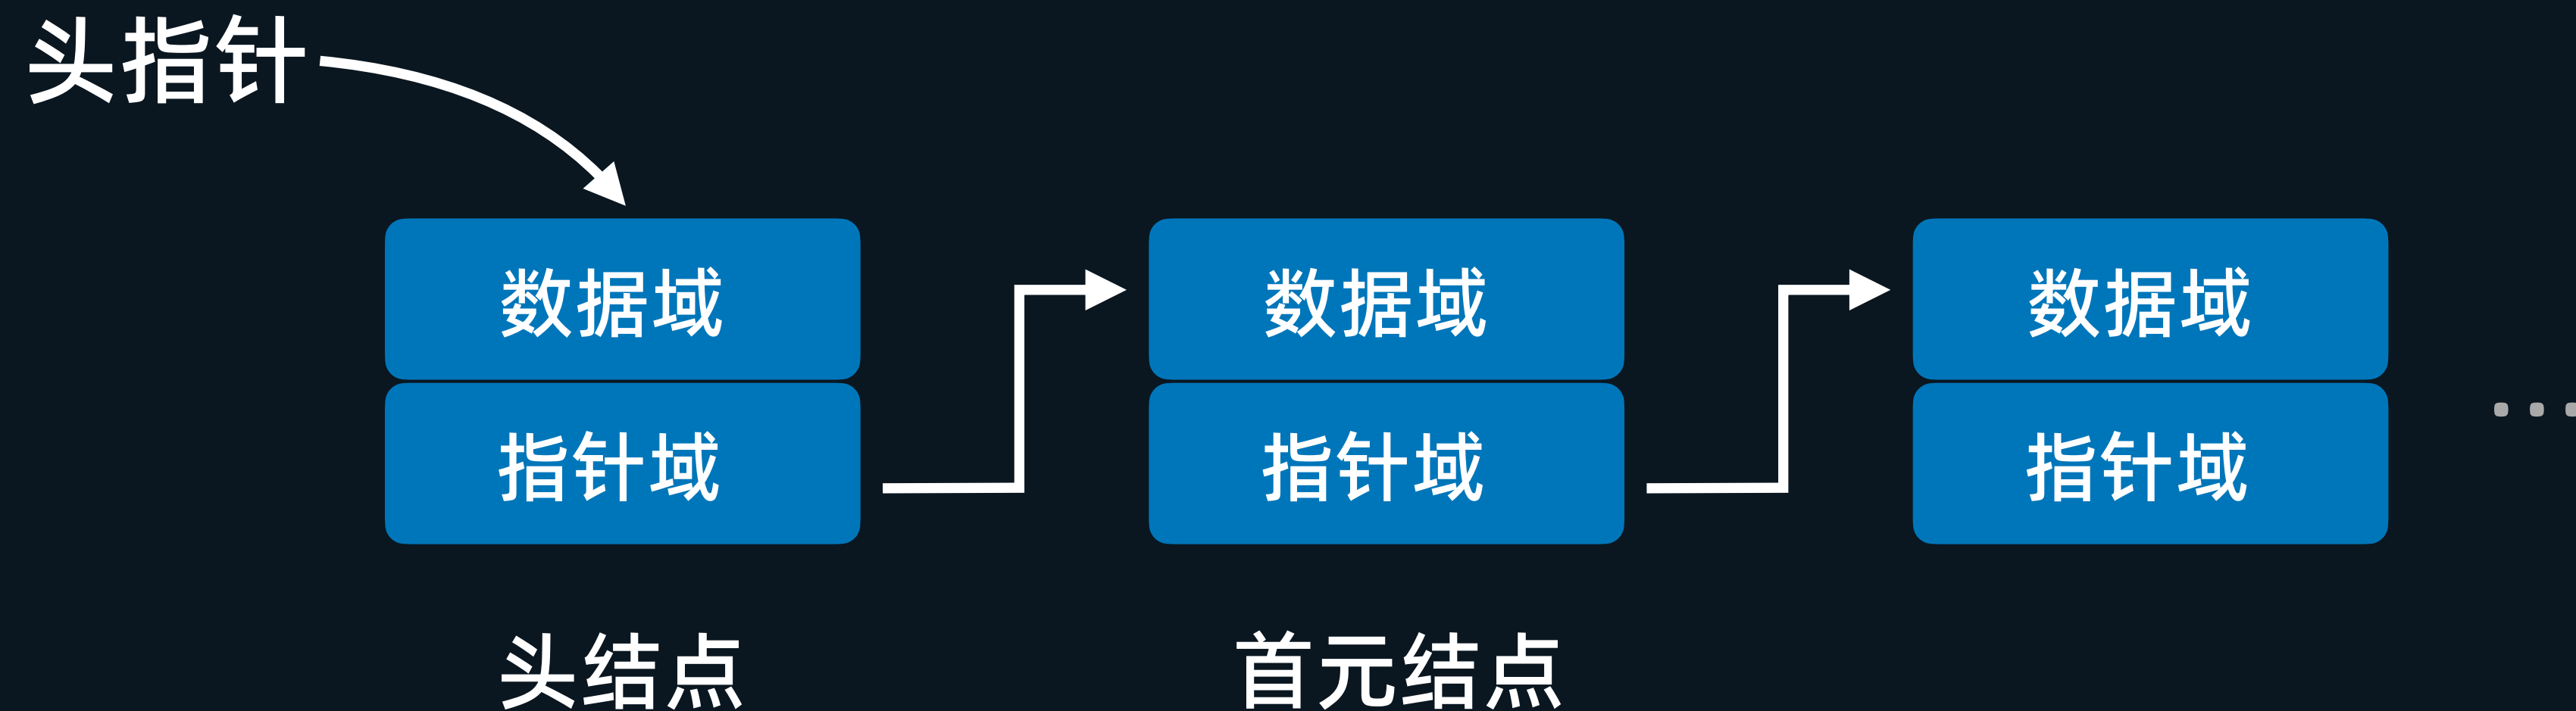 头指针
数据域 数据域 数据域
指针域 指针域 指针域
...
头结点 首元结点